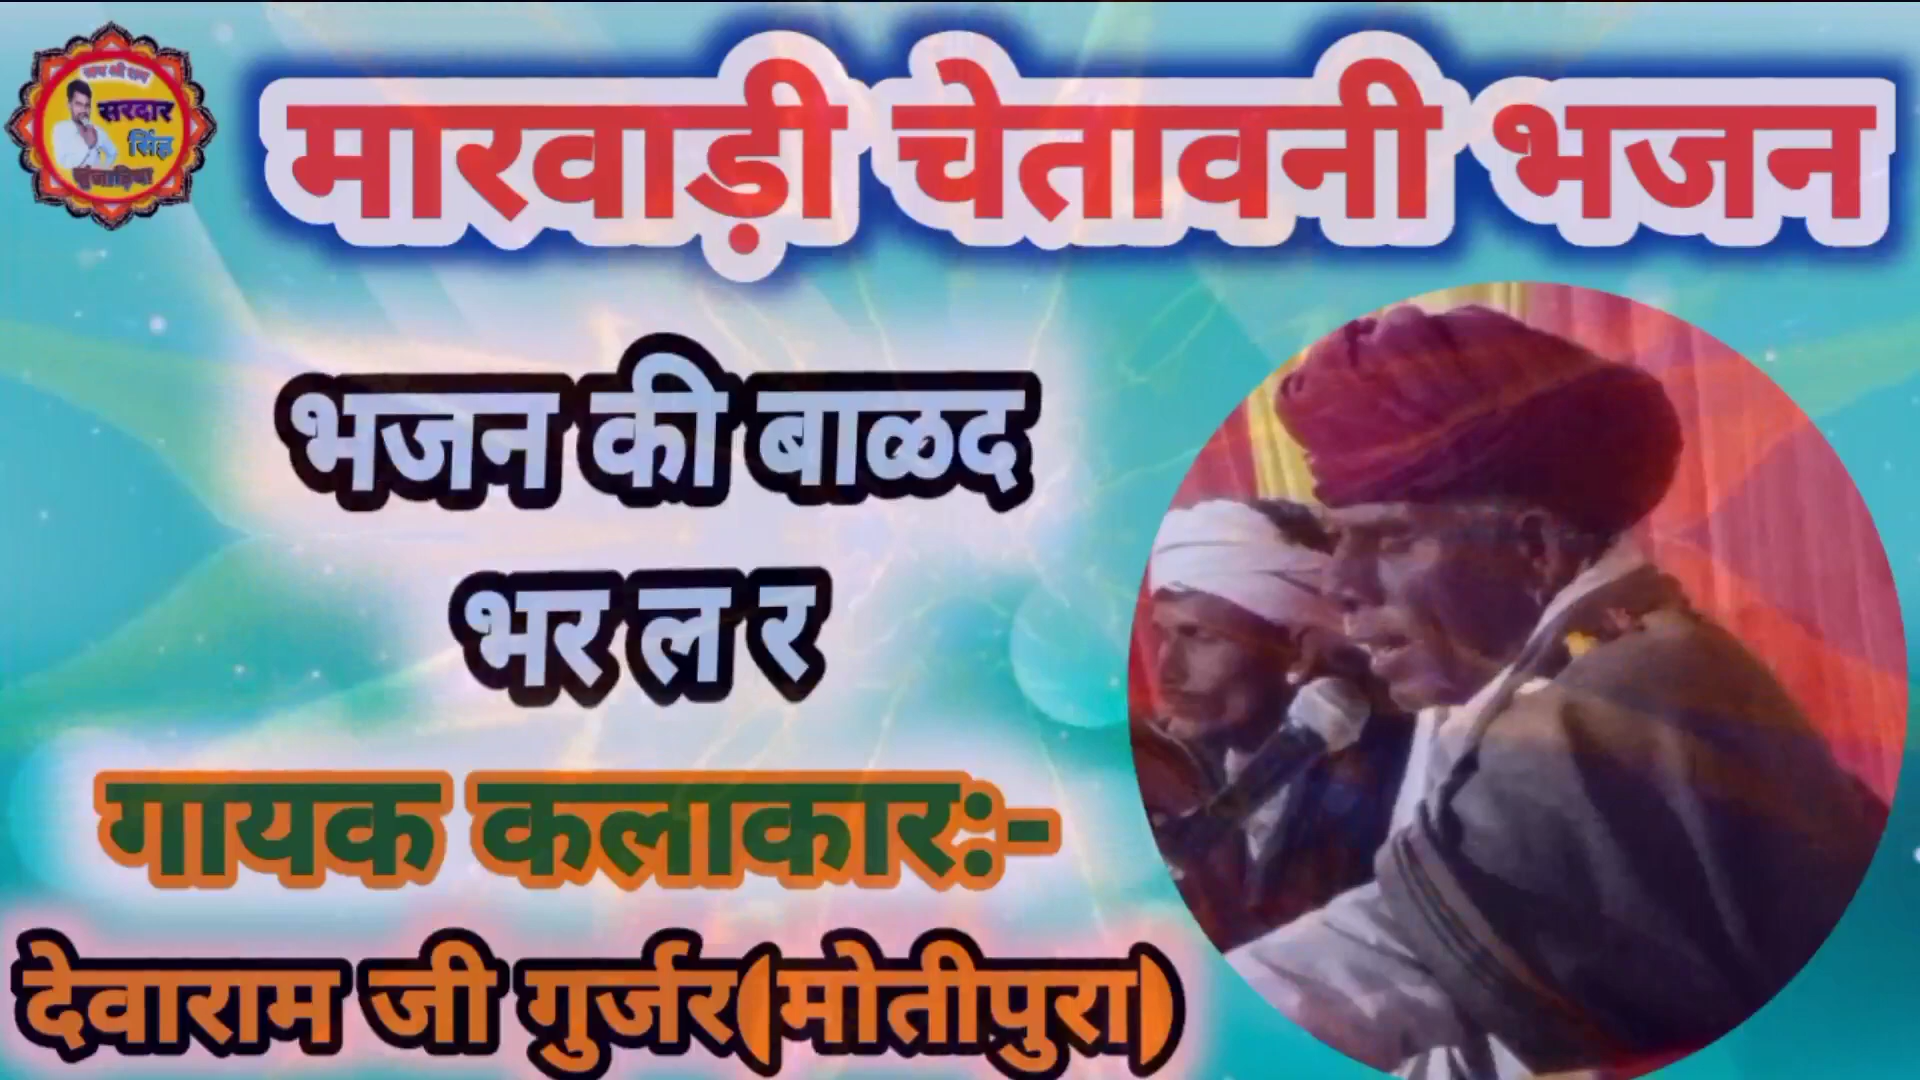 सरदार
सिंह
मारवाड़ी चेतावनी भजन
भजन की बाळद
भर ल र
गायक कलाकार:-
देवाराम जी गुर्जर(मोतीपुरा)